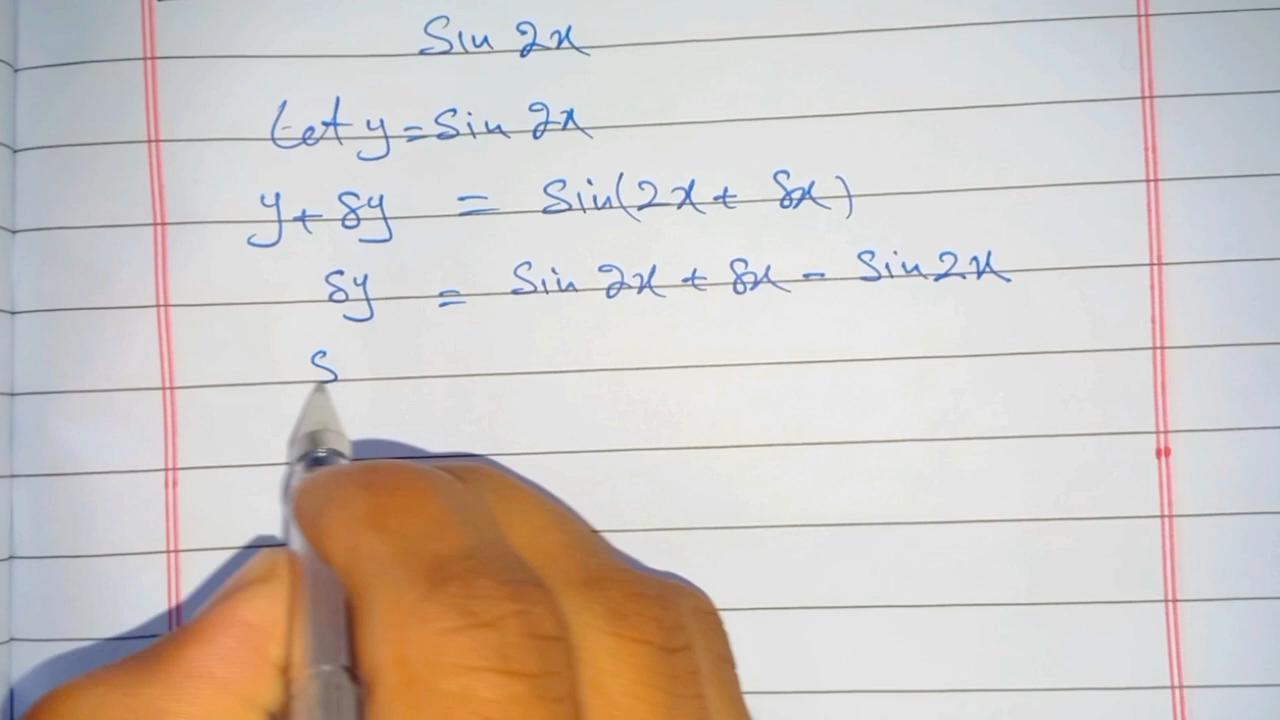 Sin 2x
Let y = Sin 2x
y + δy = Sin(2x + δx)
δy = Sin 2x + δx - Sin 2x
S